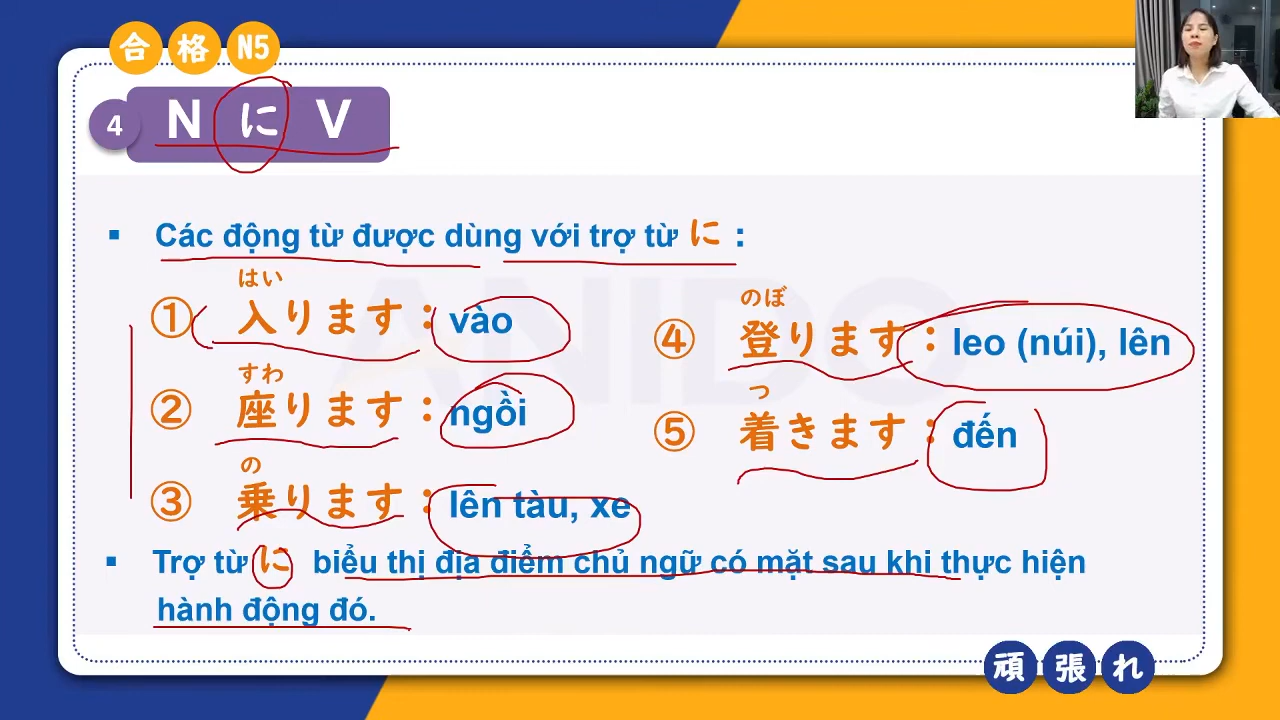 合格 N5
4 N に V
Các động từ được dùng với trợ từ に :
はい
① 入ります : vào
すわ
② 座ります : ngồi
の
③ 乗ります : lên tàu, xe
のぼ
④ 登ります : leo (núi), lên
つ
⑤ 着きます : đến
Trợ từ に biểu thị địa điểm chủ ngữ có mặt sau khi thực hiện
hành động đó.
頑張れ
ANIDO